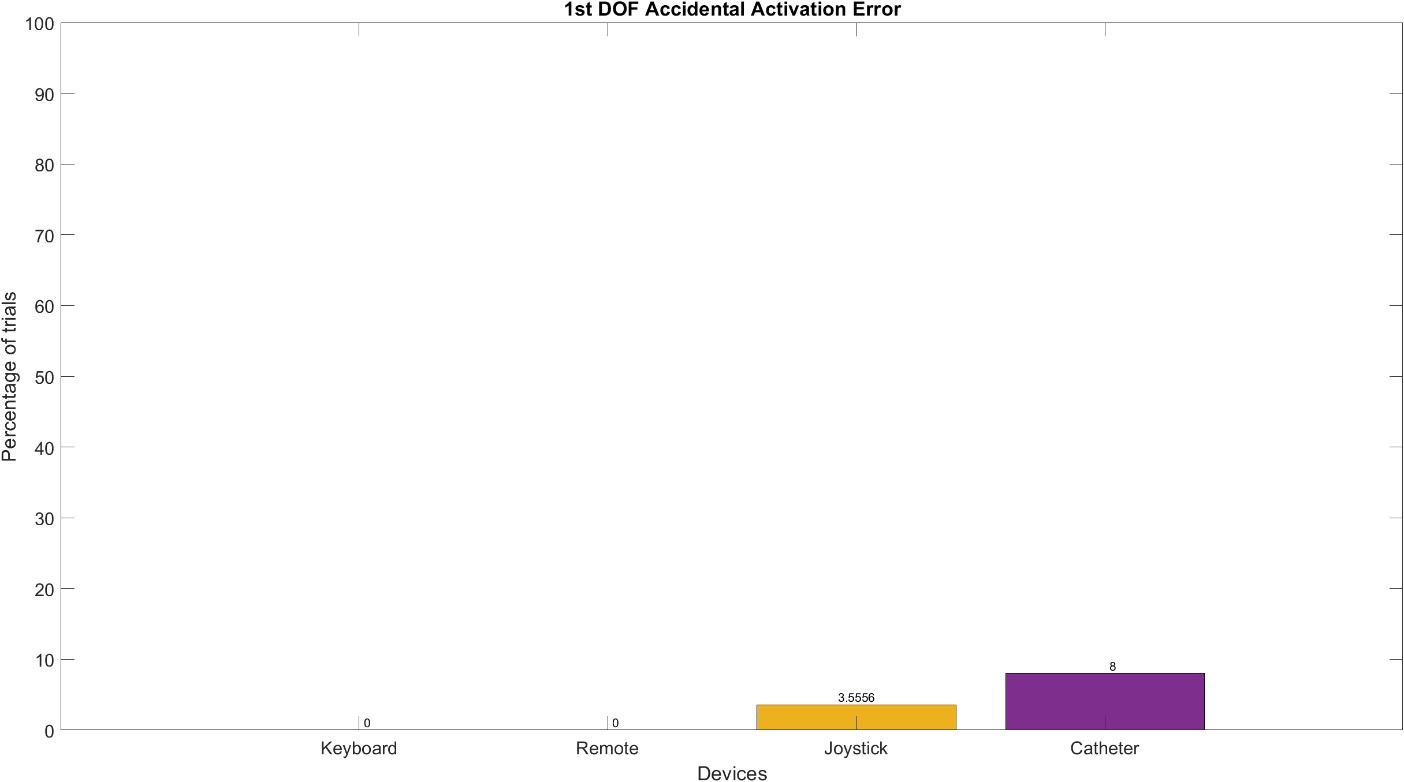 1st DOF Accidental Activation Error
Percentage of trials
100
90
80
70
60
50
40
30
20
10
0
0
0
3.5556
8
Keyboard
Remote
Joystick
Catheter
Devices